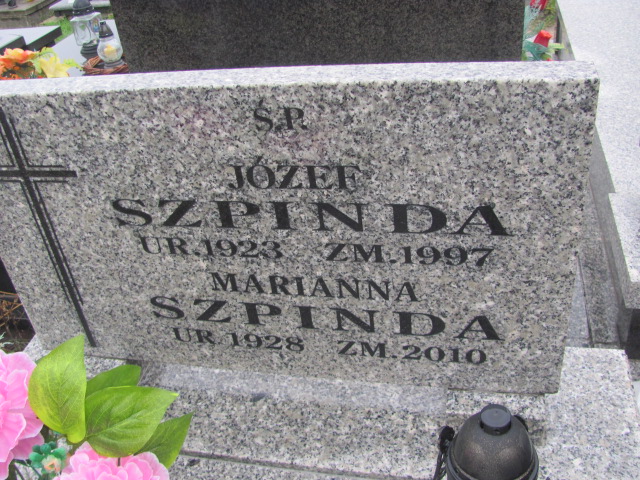 Ś.P.
JÓZEF
SZPINDA
UR.1923 ZM.1997
MARIANNA
SZPINDA
UR 1928 ZM.2010